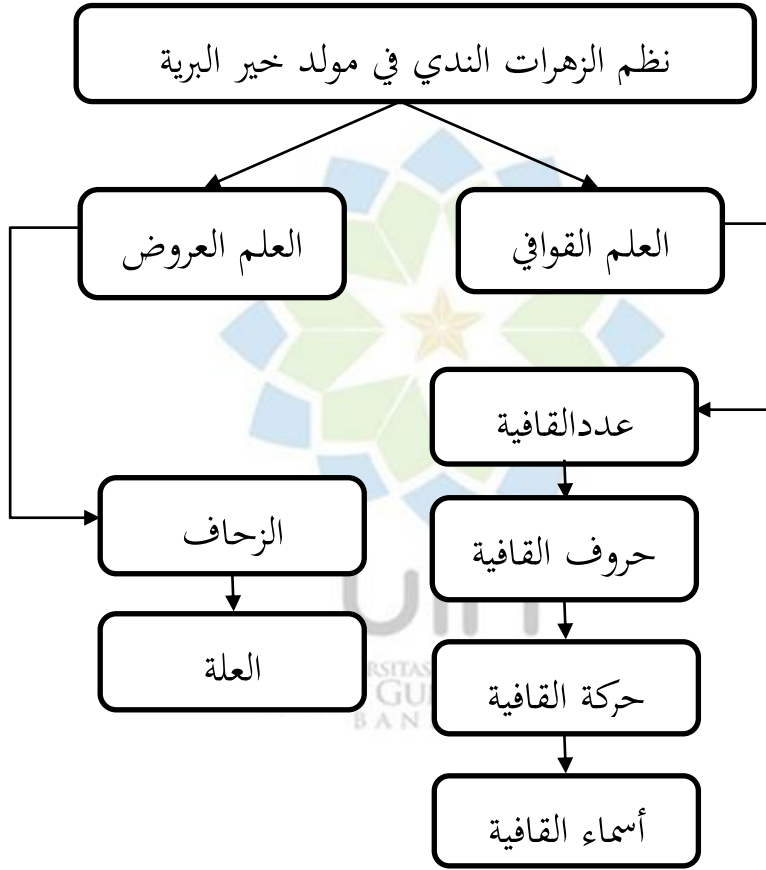 نظم الزهرات الندي في مولد خير البرية
العلم القوافي
العلم العروض
عددالقافية
حروف القافية
الزحاف
العلة
حركة القافية
أسماء القافية